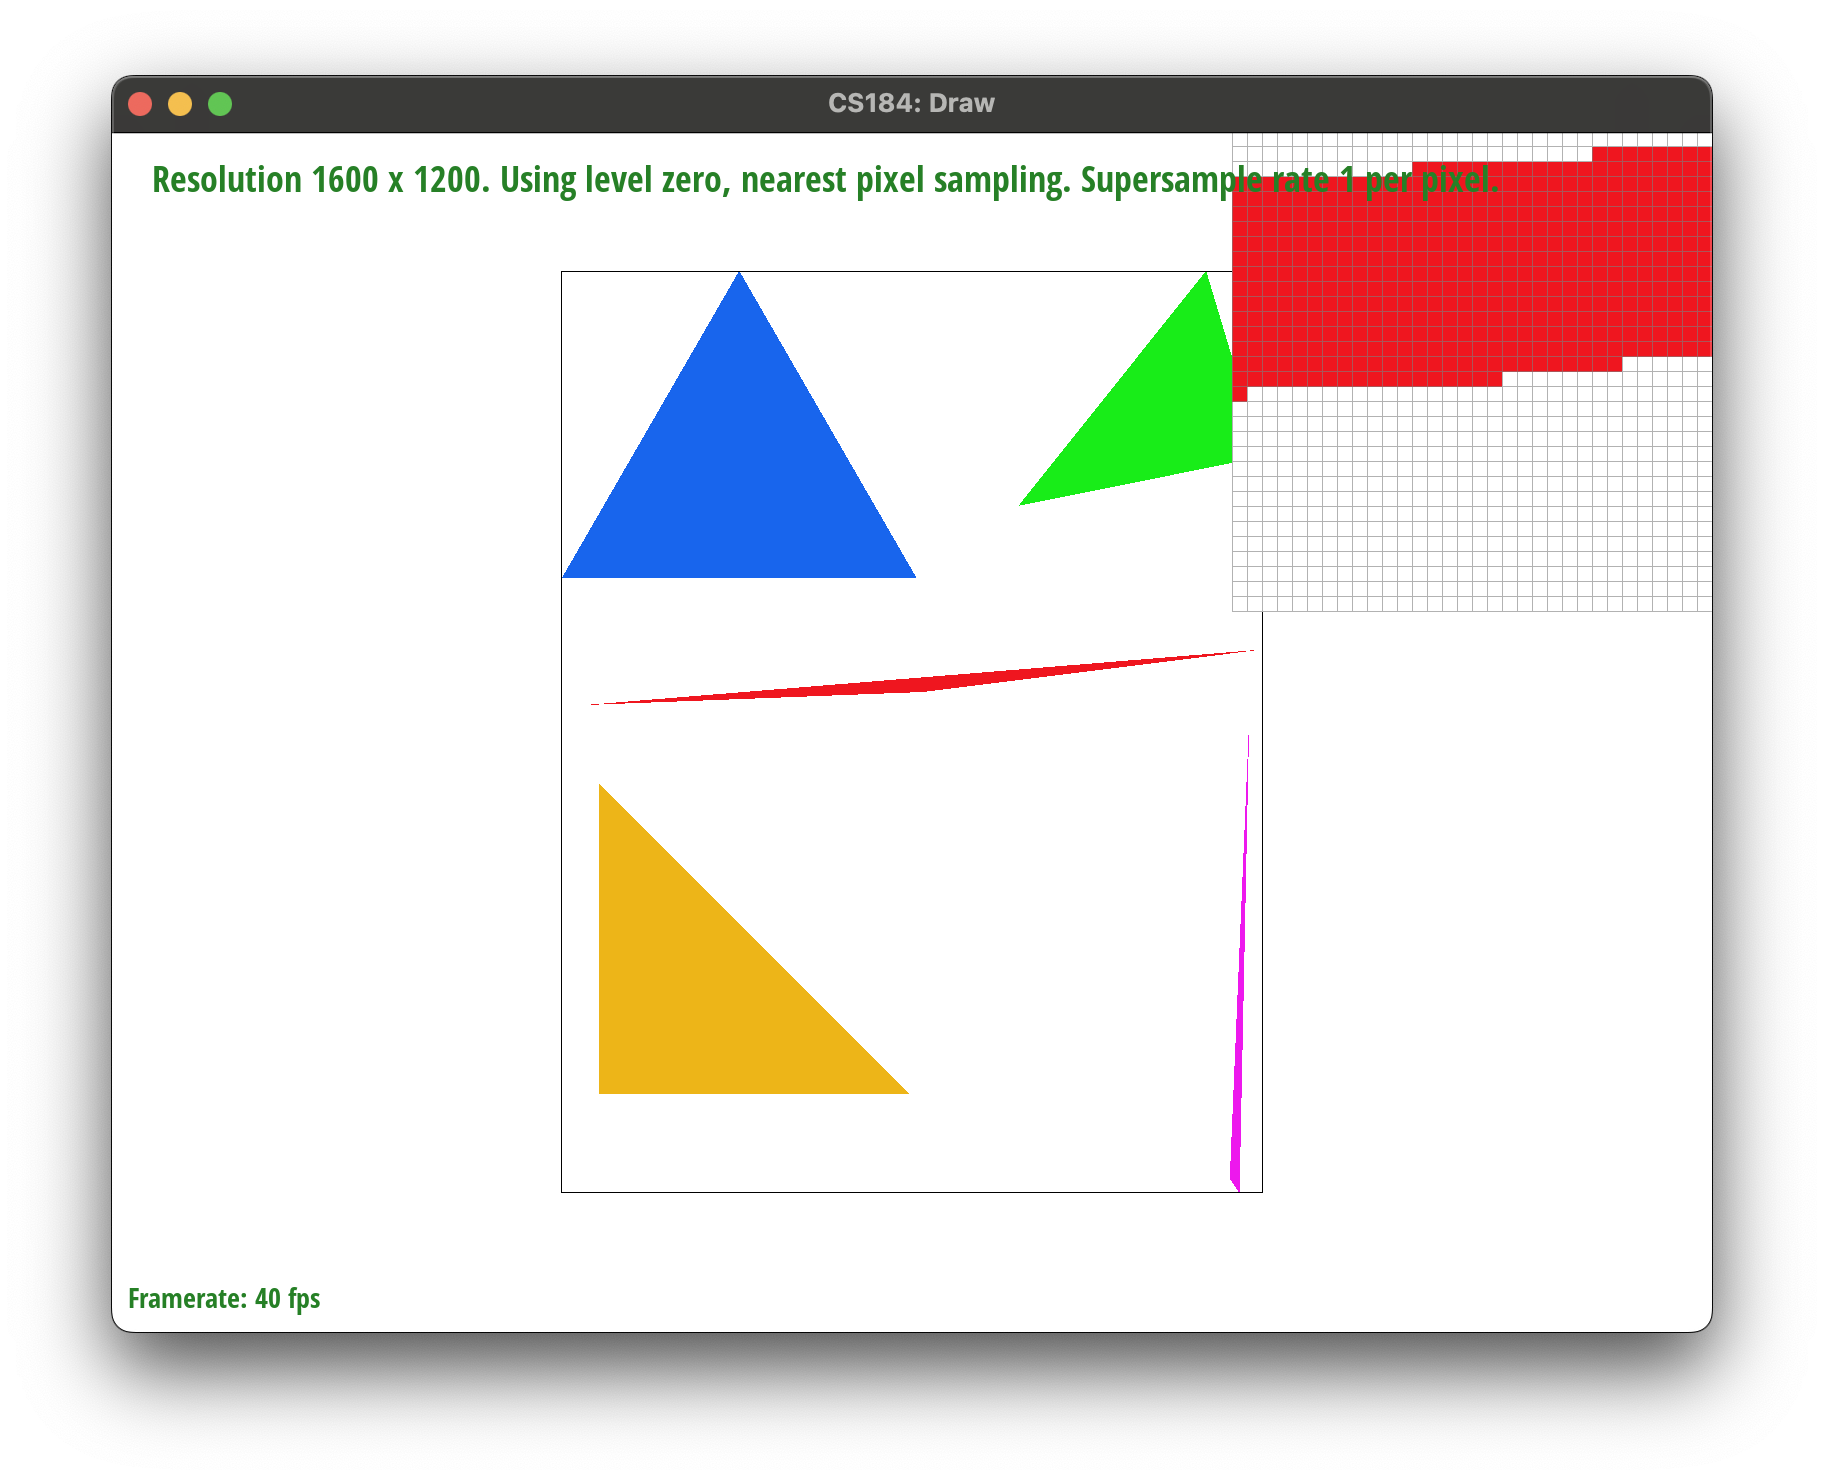 CS184: Draw
Resolution 1600 x 1200. Using level zero, nearest pixel sampling. Supersample rate 1 per pixel.
Framerate: 40 fps